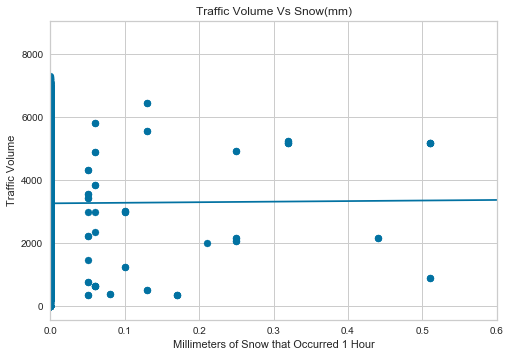 Traffic Volume Vs Snow(mm)
8000
6000
4000
2000
0
Traffic Volume
0.0 0.1 0.2 0.3 0.4 0.5 0.6
Millimeters of Snow that Occurred 1 Hour